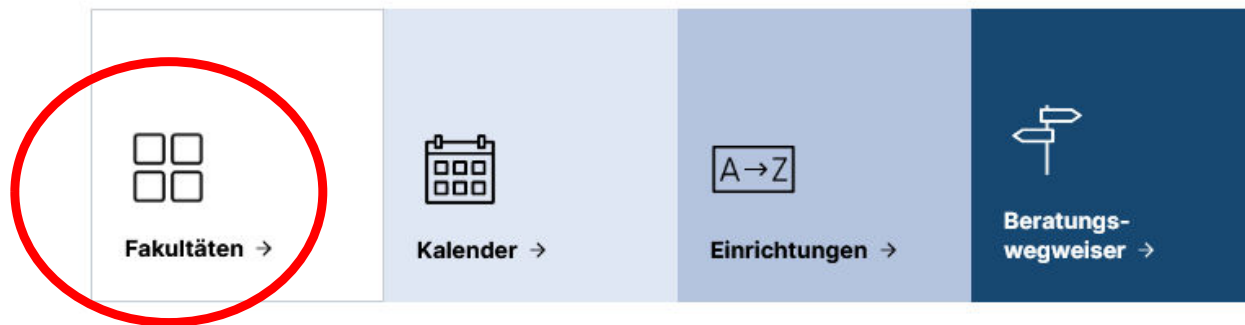 A→Z
Fakultäten →
Kalender →
Einrichtungen →
Beratungs-
wegweiser →